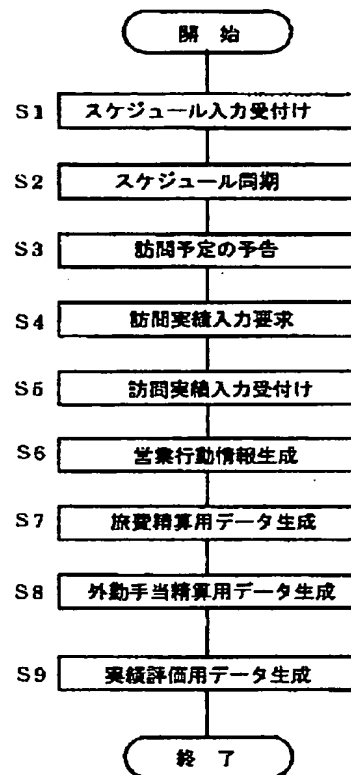 開始
S1 スケジュール入力受付け
S2 スケジュール同期
S3 訪問予定の予告
S4 訪問実績入力要求
S5 訪問実績入力受付け
S6 営業行動情報生成
S7 旅費精算用データ生成
S8 外勤手当精算用データ生成
S9 実績評価用データ生成
終了